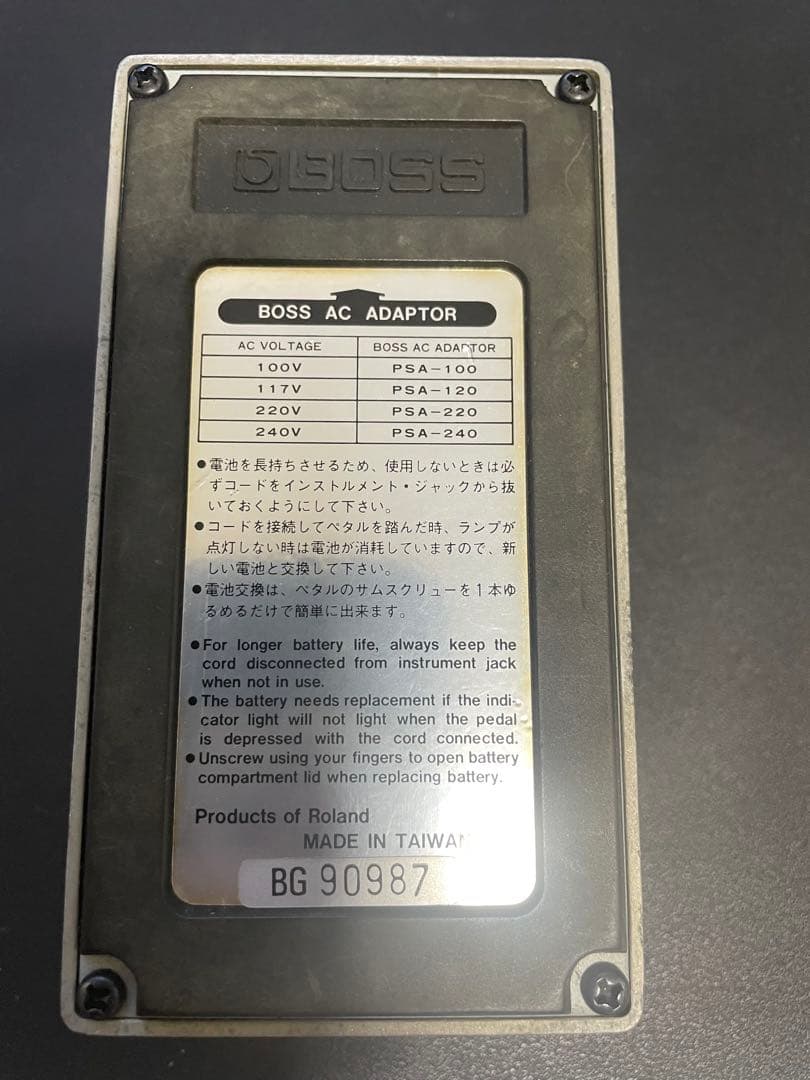 BOSS
BOSS AC ADAPTOR
AC VOLTAGE BOSS AC ADAPTOR
100V PSA-100
117V PSA-120
220V PSA-220
240V PSA-240
●電池を長持ちさせるため、使用しないときは必
ずコードをインストルメント・ジャックから抜
いておくようにして下さい。
●コードを接続してペダルを踏んだ時、ランプが
点灯しない時は電池が消耗していますので、新
しい電池と交換して下さい。
●電池交換は、ペダルのサムスクリューを1本ゆ
るめるだけで簡単に出来ます。
●For longer battery life, always keep the
cord disconnected from instrument jack
when not in use.
●The battery needs replacement if the indi-
cator light will not light when the pedal
is depressed with the cord connected.
●Unscrew using your fingers to open battery
compartment lid when replacing battery.
Products of Roland
MADE IN TAIWAN
BG 90987